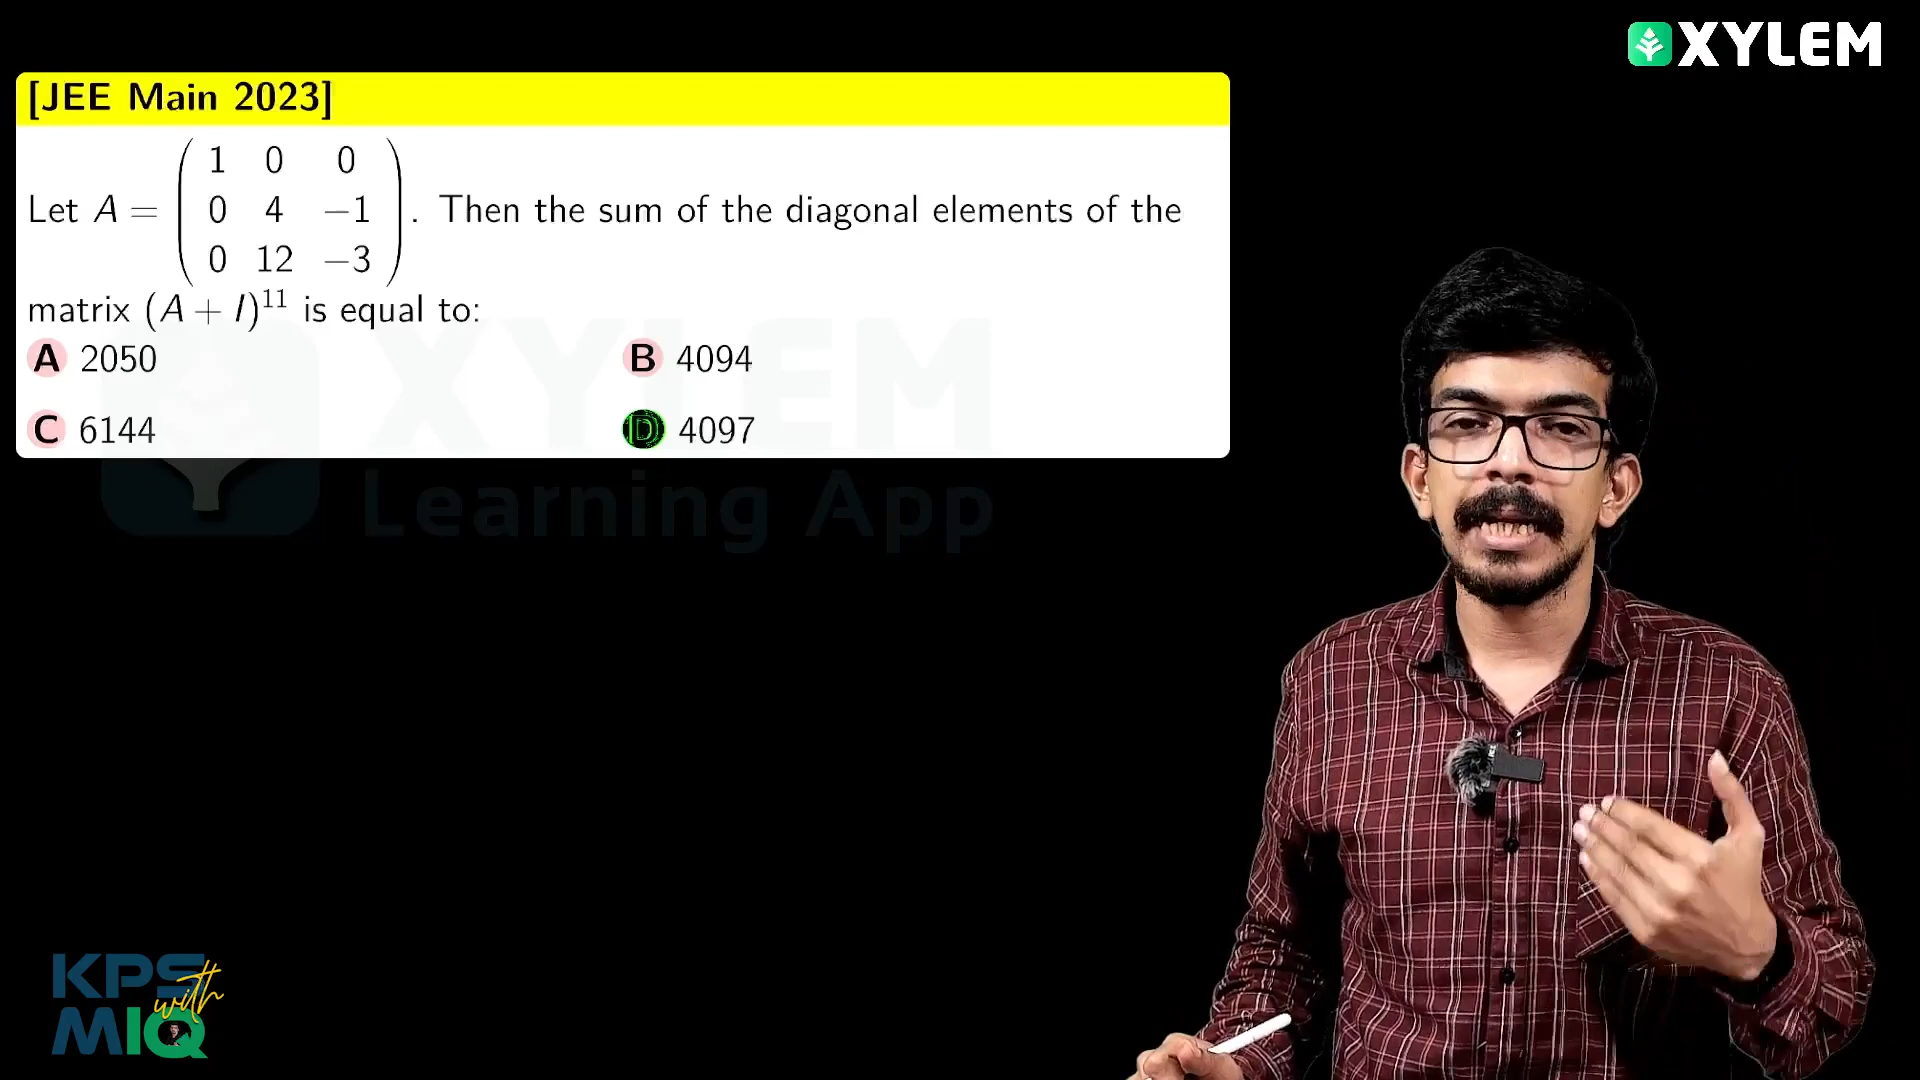 XYLEM
[JEE Main 2023]
Let A = ( 1 0 0
0 4 −1
0 12 −3 ). Then the sum of the diagonal elements of the
matrix (A + I)^11 is equal to:
A 2050 B 4094
C 6144 D 4097
XYLEM
Learning App
KPS
with
MIQ